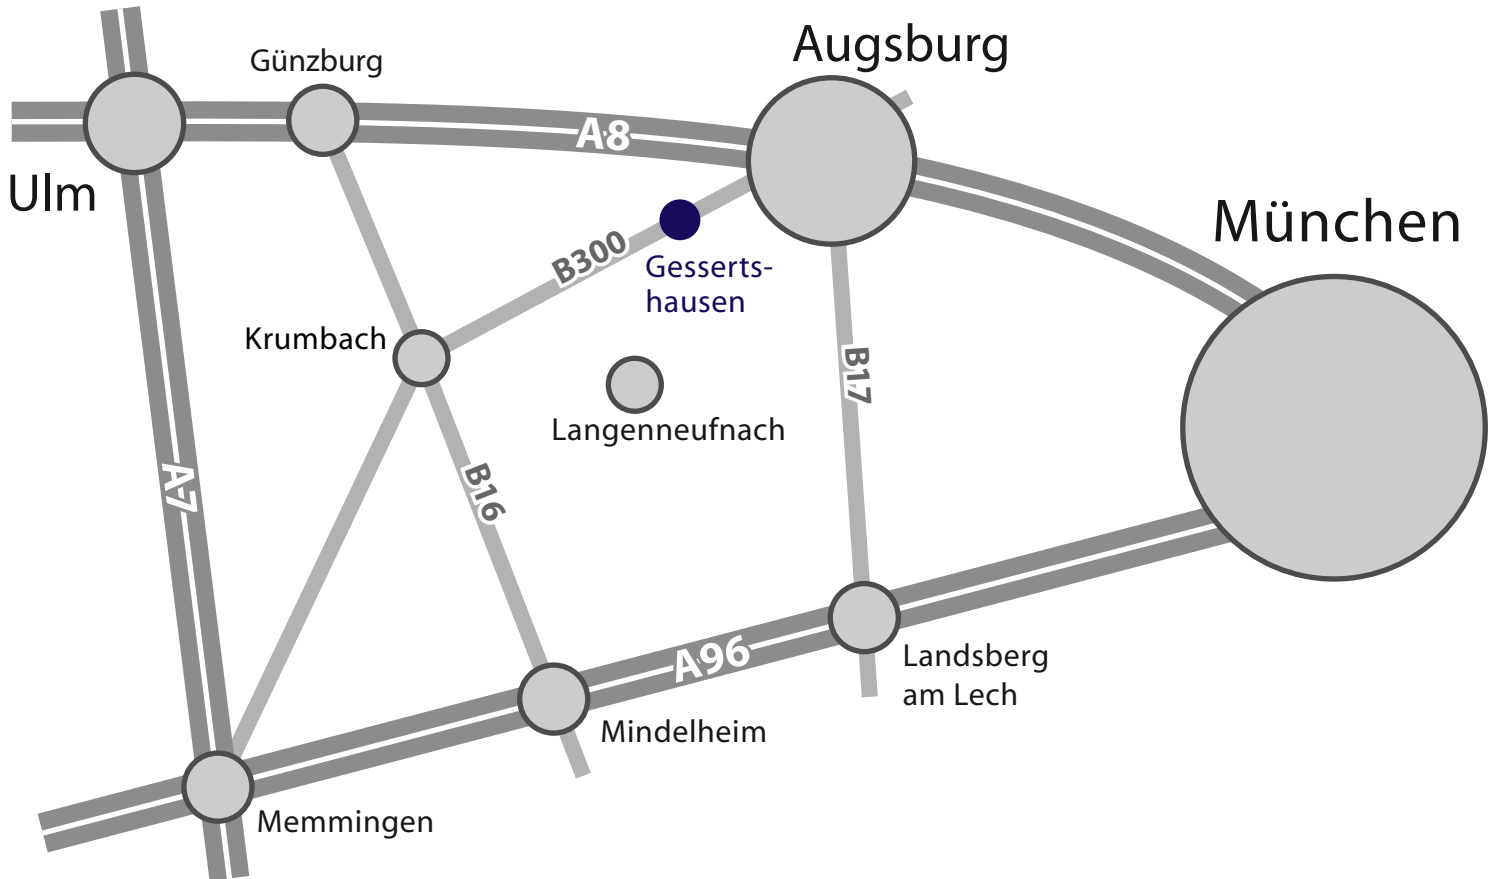 Augsburg
Günzburg
A8
Ulm
München
B300
Gesserts-
hausen
Krumbach
B17
Langenneufnach
A7
B16
A96
Landsberg
am Lech
Mindelheim
Memmingen